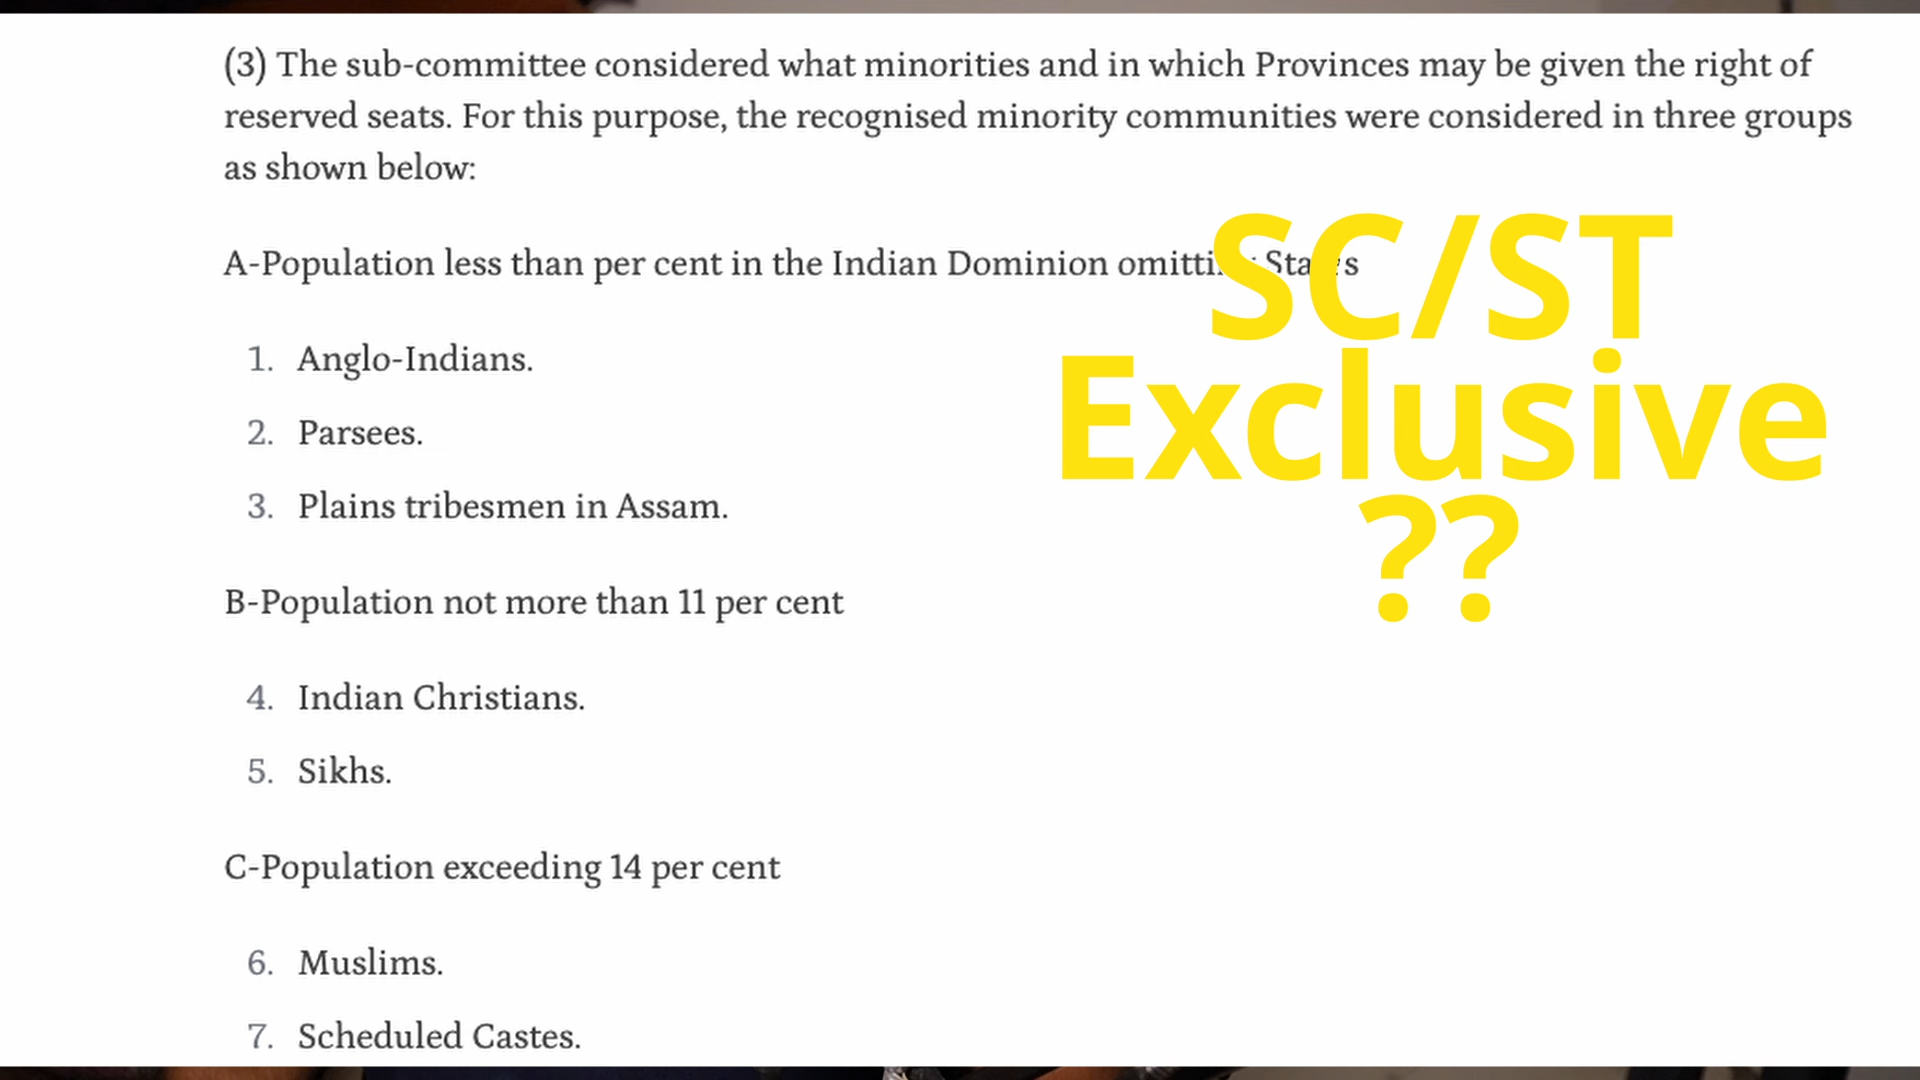 (3) The sub-committee considered what minorities and in which Provinces may be given the right of
reserved seats. For this purpose, the recognised minority communities were considered in three groups
as shown below:
A-Population less than per cent in the Indian Dominion
SC/ST
Exclusive
??
1. Anglo-Indians.
2. Parsees.
3. Plains tribesmen in Assam.
B-Population not more than 11 per cent
4. Indian Christians.
5. Sikhs.
C-Population exceeding 14 per cent
6. Muslims.
7. Scheduled Castes.